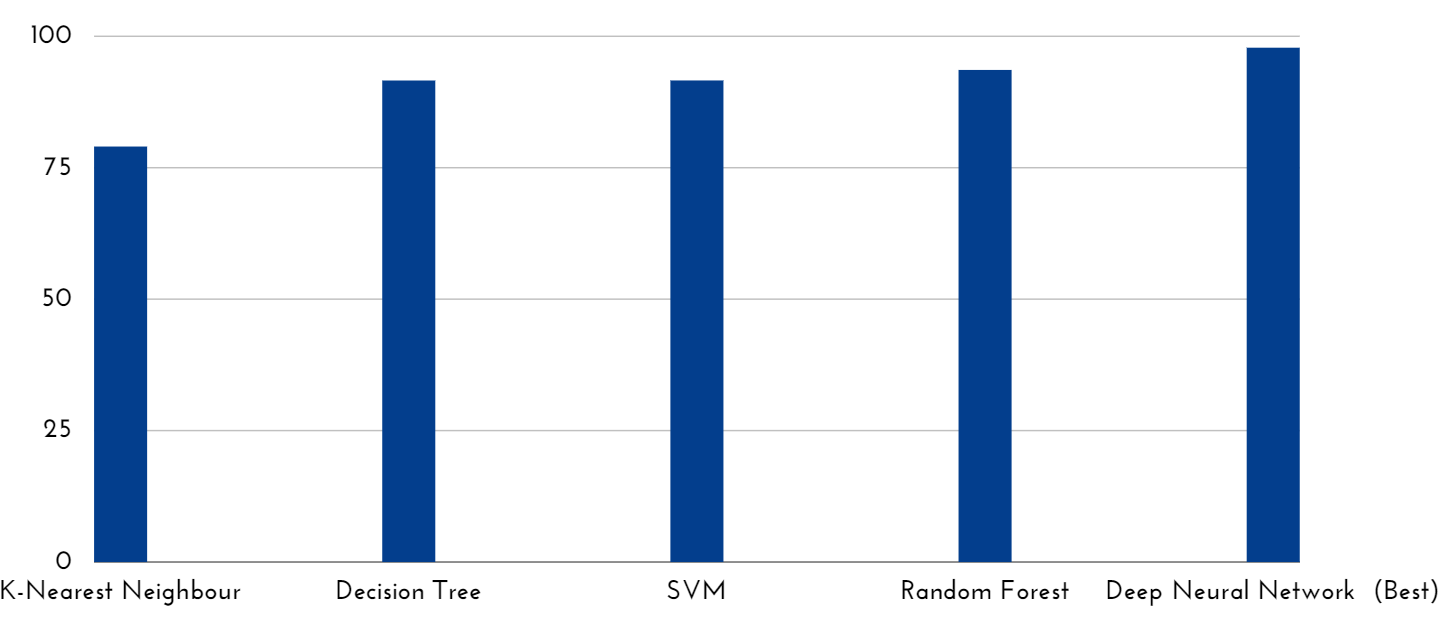 100
75
50
25
0
K-Nearest Neighbour
Decision Tree
SVM
Random Forest
Deep Neural Network (Best)